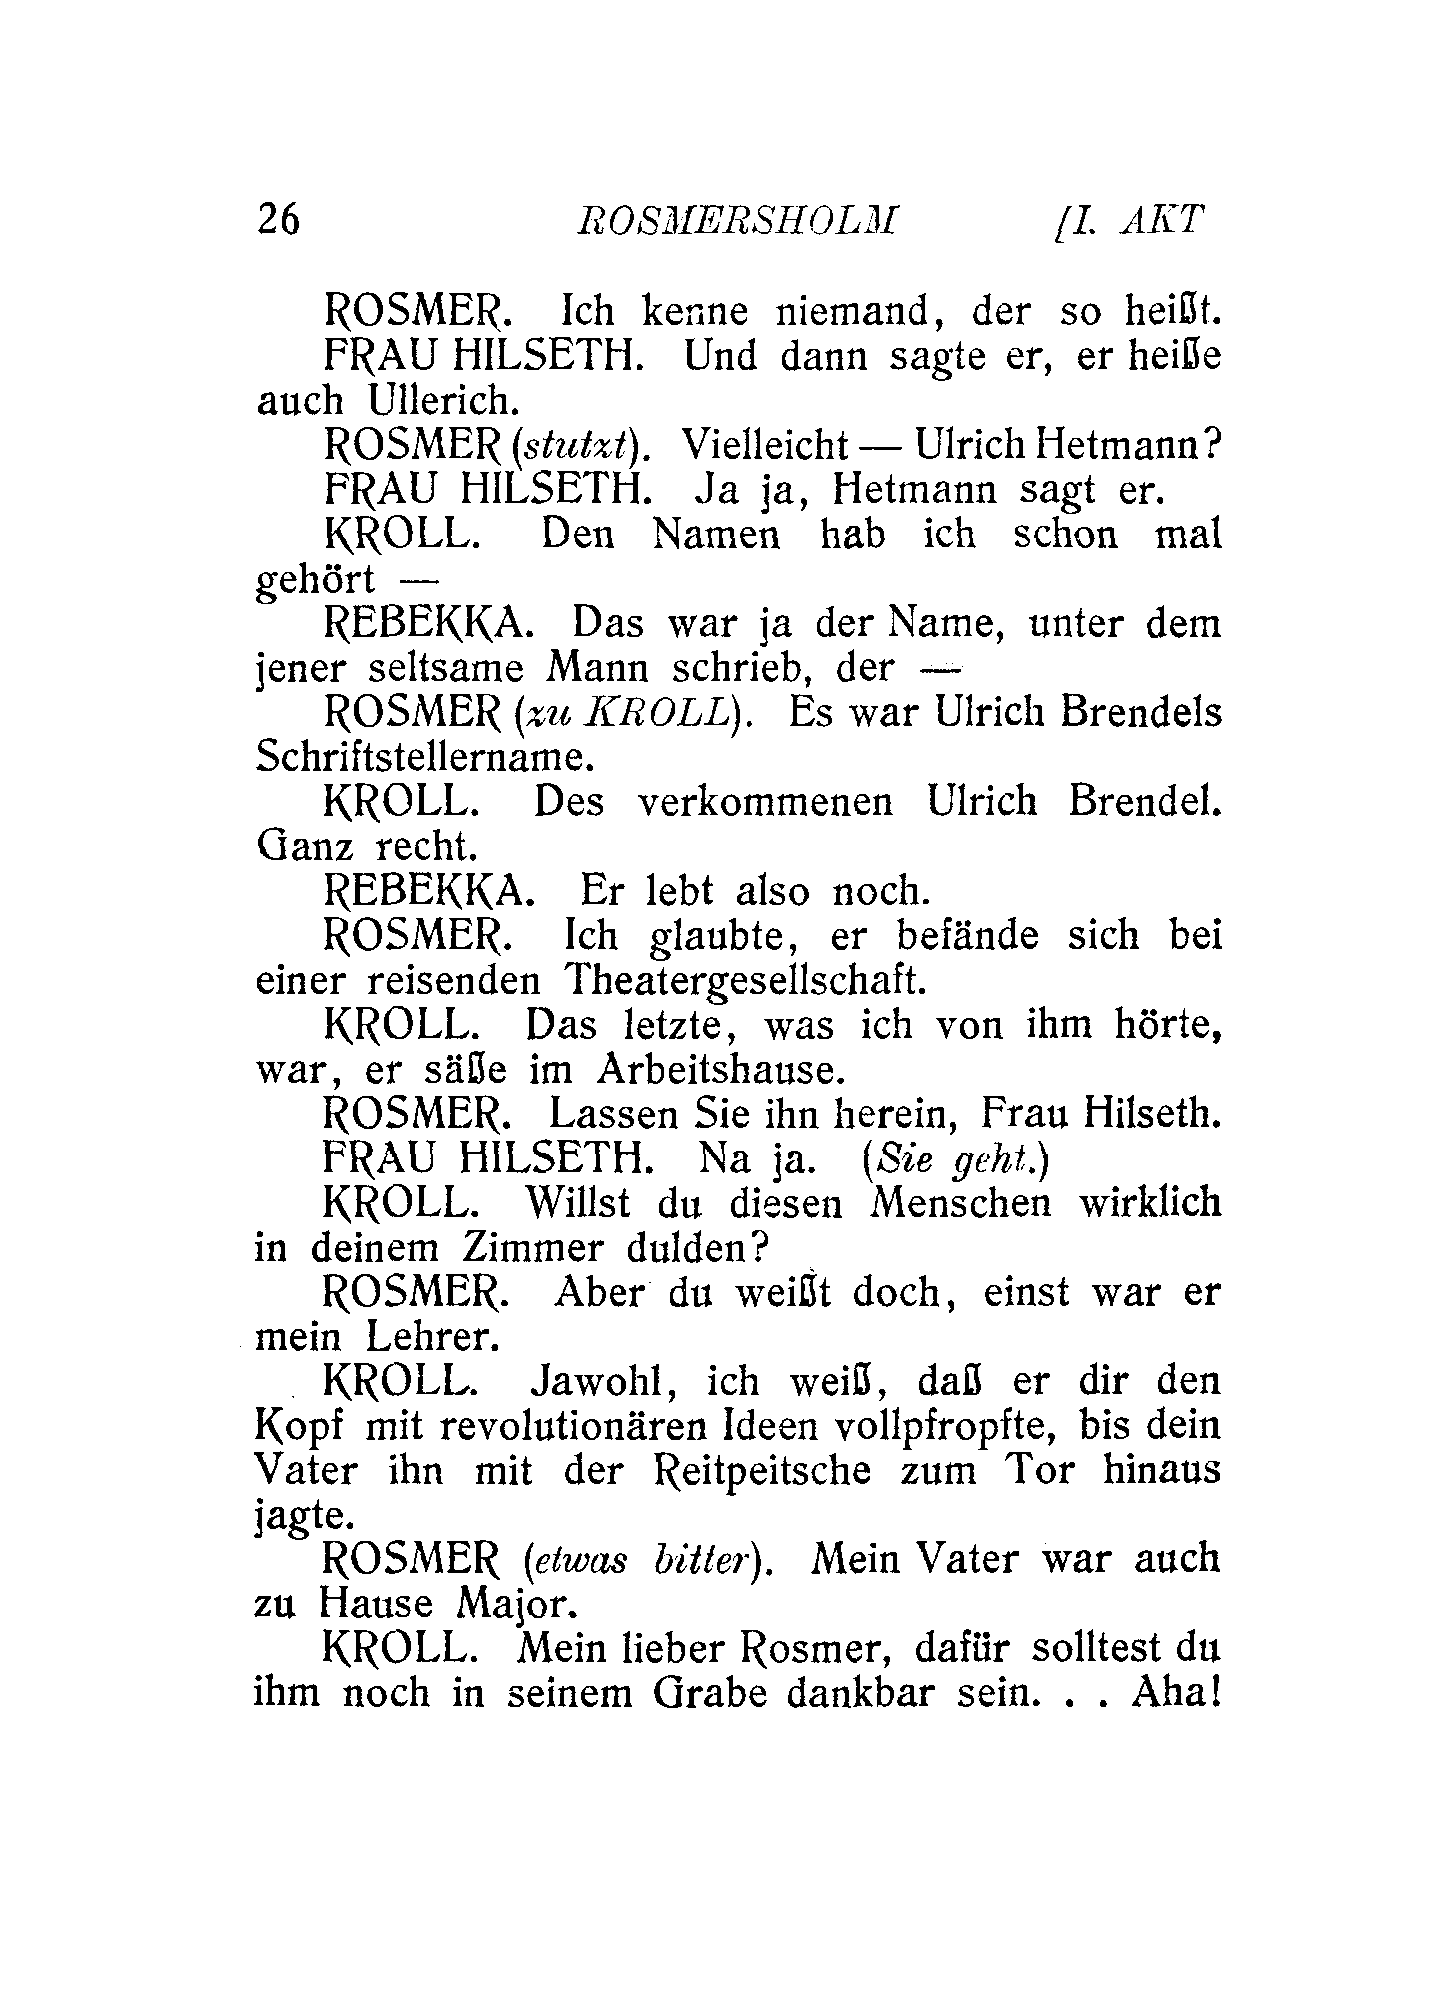 26 ROSMERSHOLM [I. AKT
ROSMER. Ich kenne niemand, der so heißt.
FRAU HILSETH. Und dann sagte er, er heiße
auch Ullerich.
ROSMER (stutzt). Vielleicht — Ulrich Hetmann?
FRAU HILSETH. Ja ja, Hetmann sagt er.
KROLL. Den Namen hab ich schon mal
gehört —
REBEKKA. Das war ja der Name, unter dem
jener seltsame Mann schrieb, der —
ROSMER (zu KROLL). Es war Ulrich Brendels
Schriftstellername.
KROLL. Des verkommenen Ulrich Brendel.
Ganz recht.
REBEKKA. Er lebt also noch.
ROSMER. Ich glaubte, er befände sich bei
einer reisenden Theatergesellschaft.
KROLL. Das letzte, was ich von ihm hörte,
war, er säße im Arbeitshause.
ROSMER. Lassen Sie ihn herein, Frau Hilseth.
FRAU HILSETH. Na ja. (Sie geht.)
KROLL. Willst du diesen Menschen wirklich
in deinem Zimmer dulden?
ROSMER. Aber du weißt doch, einst war er
mein Lehrer.
KROLL. Jawohl, ich weiß, daß er dir den
Kopf mit revolutionären Ideen vollpfropfte, bis dein
Vater ihn mit der Reitpeitsche zum Tor hinaus
jagte.
ROSMER (etwas bitter). Mein Vater war auch
zu Hause Major.
KROLL. Mein lieber Rosmer, dafür solltest du
ihm noch in seinem Grabe dankbar sein. . . Aha!